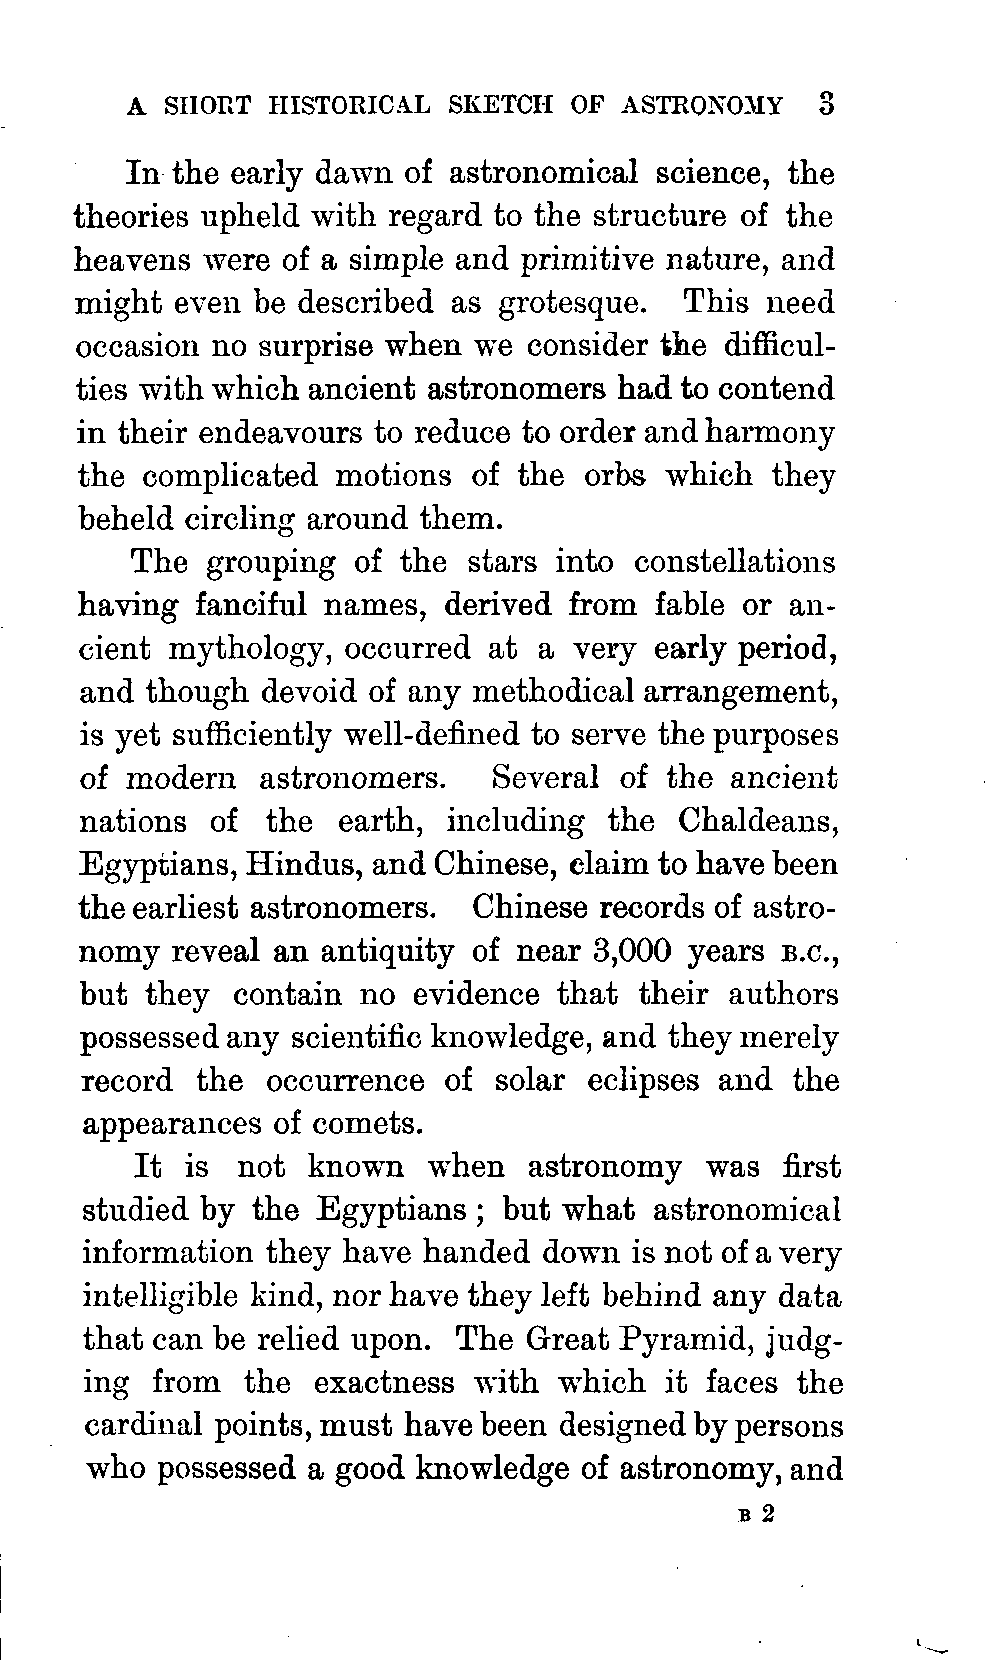 A SHORT HISTORICAL SKETCH OF ASTRONOMY 3
In the early dawn of astronomical science, the
theories upheld with regard to the structure of the
heavens were of a simple and primitive nature, and
might even be described as grotesque. This need
occasion no surprise when we consider the difficul-
ties with which ancient astronomers had to contend
in their endeavours to reduce to order and harmony
the complicated motions of the orbs which they
beheld circling around them.
The grouping of the stars into constellations
having fanciful names, derived from fable or an-
cient mythology, occurred at a very early period,
and though devoid of any methodical arrangement,
is yet sufficiently well-defined to serve the purposes
of modern astronomers. Several of the ancient
nations of the earth, including the Chaldeans,
Egyptians, Hindus, and Chinese, claim to have been
the earliest astronomers. Chinese records of astro-
nomy reveal an antiquity of near 3,000 years B.C.,
but they contain no evidence that their authors
possessed any scientific knowledge, and they merely
record the occurrence of solar eclipses and the
appearances of comets.
It is not known when astronomy was first
studied by the Egyptians ; but what astronomical
information they have handed down is not of a very
intelligible kind, nor have they left behind any data
that can be relied upon. The Great Pyramid, judg-
ing from the exactness with which it faces the
cardinal points, must have been designed by persons
who possessed a good knowledge of astronomy, and
B 2